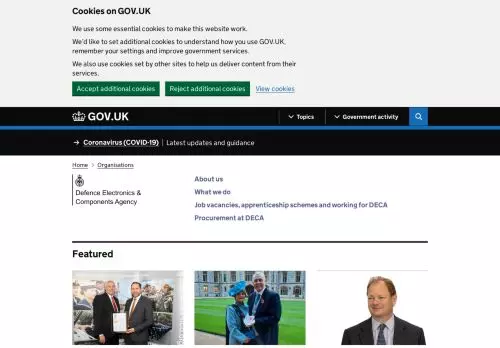 Cookies on GOV.UK
We use some essential cookies to make this website work.
We'd like to set additional cookies to understand how you use GOV.UK,
remember your settings and improve government services.
We also use cookies set by other sites to help us deliver content from their
services.
Accept additional cookies
Reject additional cookies
View cookies
GOV.UK
Topics
Government activity
→ Coronavirus (COVID-19) | Latest updates and guidance
Home > Organisations
Defence Electronics &
Components Agency
About us
What we do
Job vacancies, apprenticeship schemes and working for DECA
Procurement at DECA
Featured